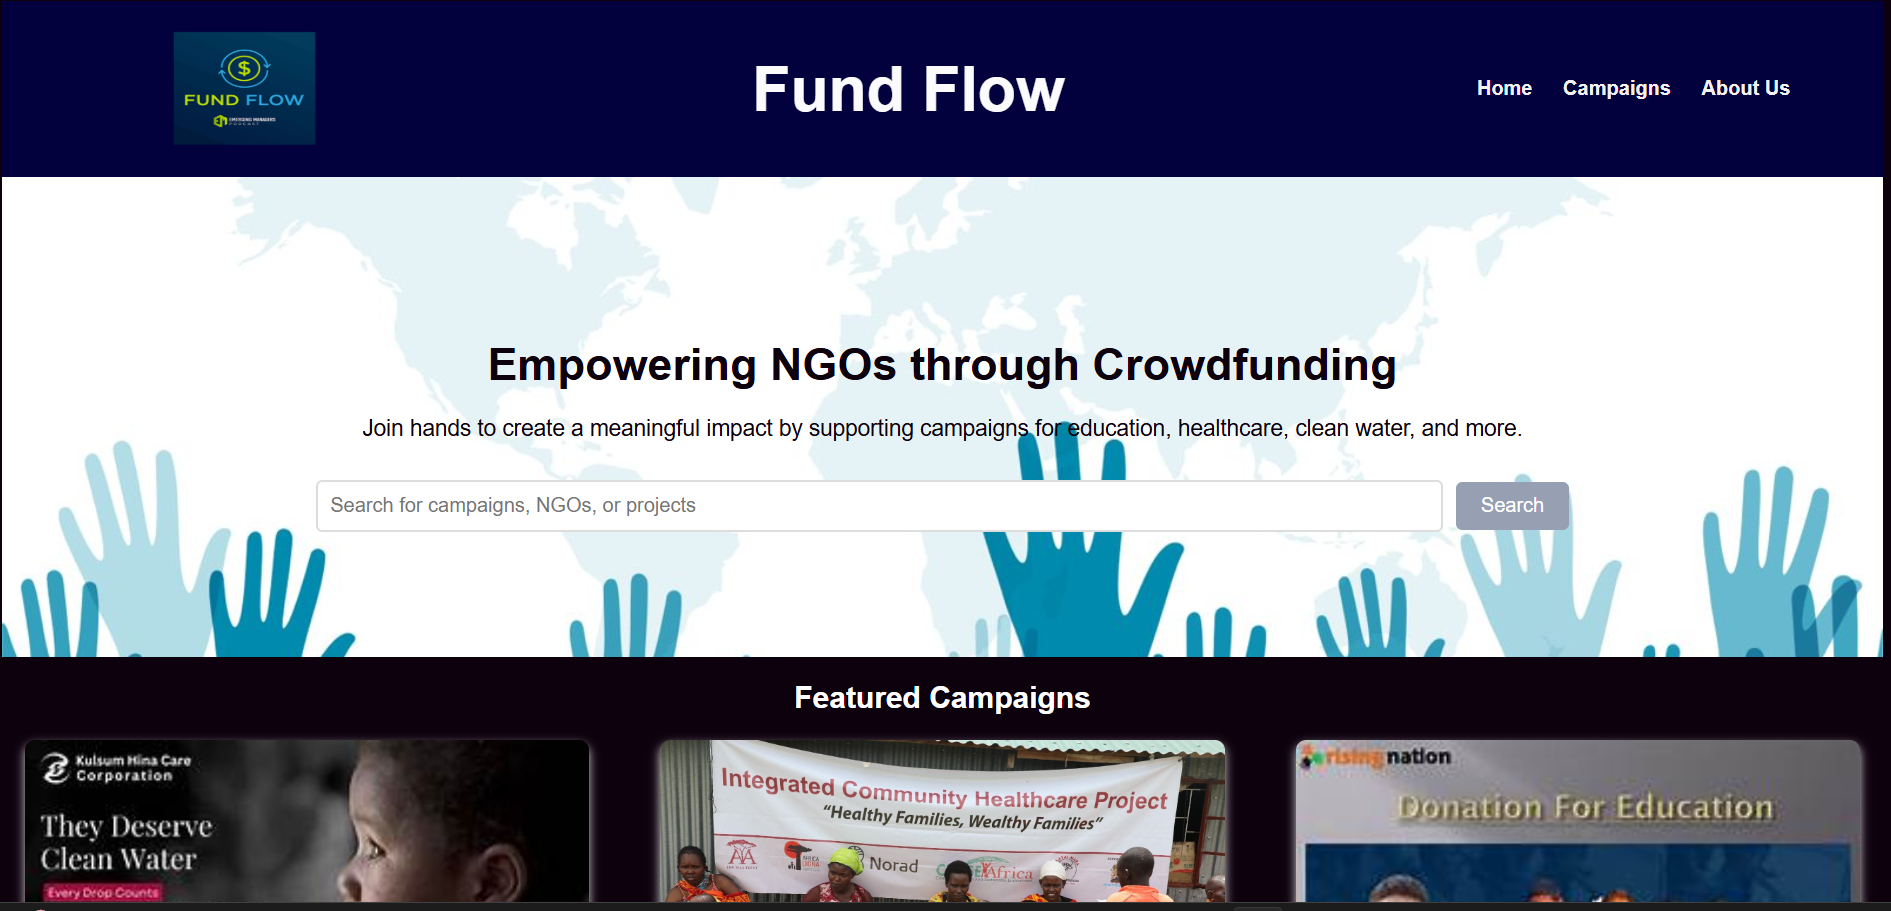 FUND FLOW
EMERGING MANAGERS
PODCAST
Fund Flow
Home
Campaigns
About Us
Empowering NGOs through Crowdfunding
Join hands to create a meaningful impact by supporting campaigns for education, healthcare, clean water, and more.
Search for campaigns, NGOs, or projects
Search
Featured Campaigns
Kulsum Hina Care
Corporation
They Deserve
Clean Water
Every Drop Counts
Integrated Community Healthcare Project
“Healthy Families, Wealthy Families”
Norad
Africa
rising nation
Donation For Education